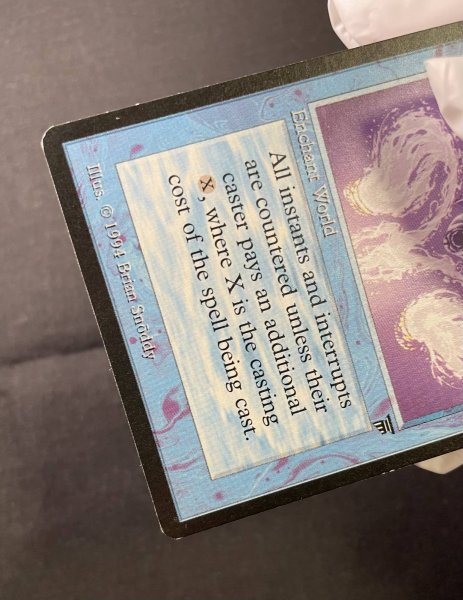 Enchant World
All instants and interrupts
are countered unless their
caster pays an additional
X, where X is the casting
cost of the spell being cast.
Illus. © 1994 Brian Snoddy